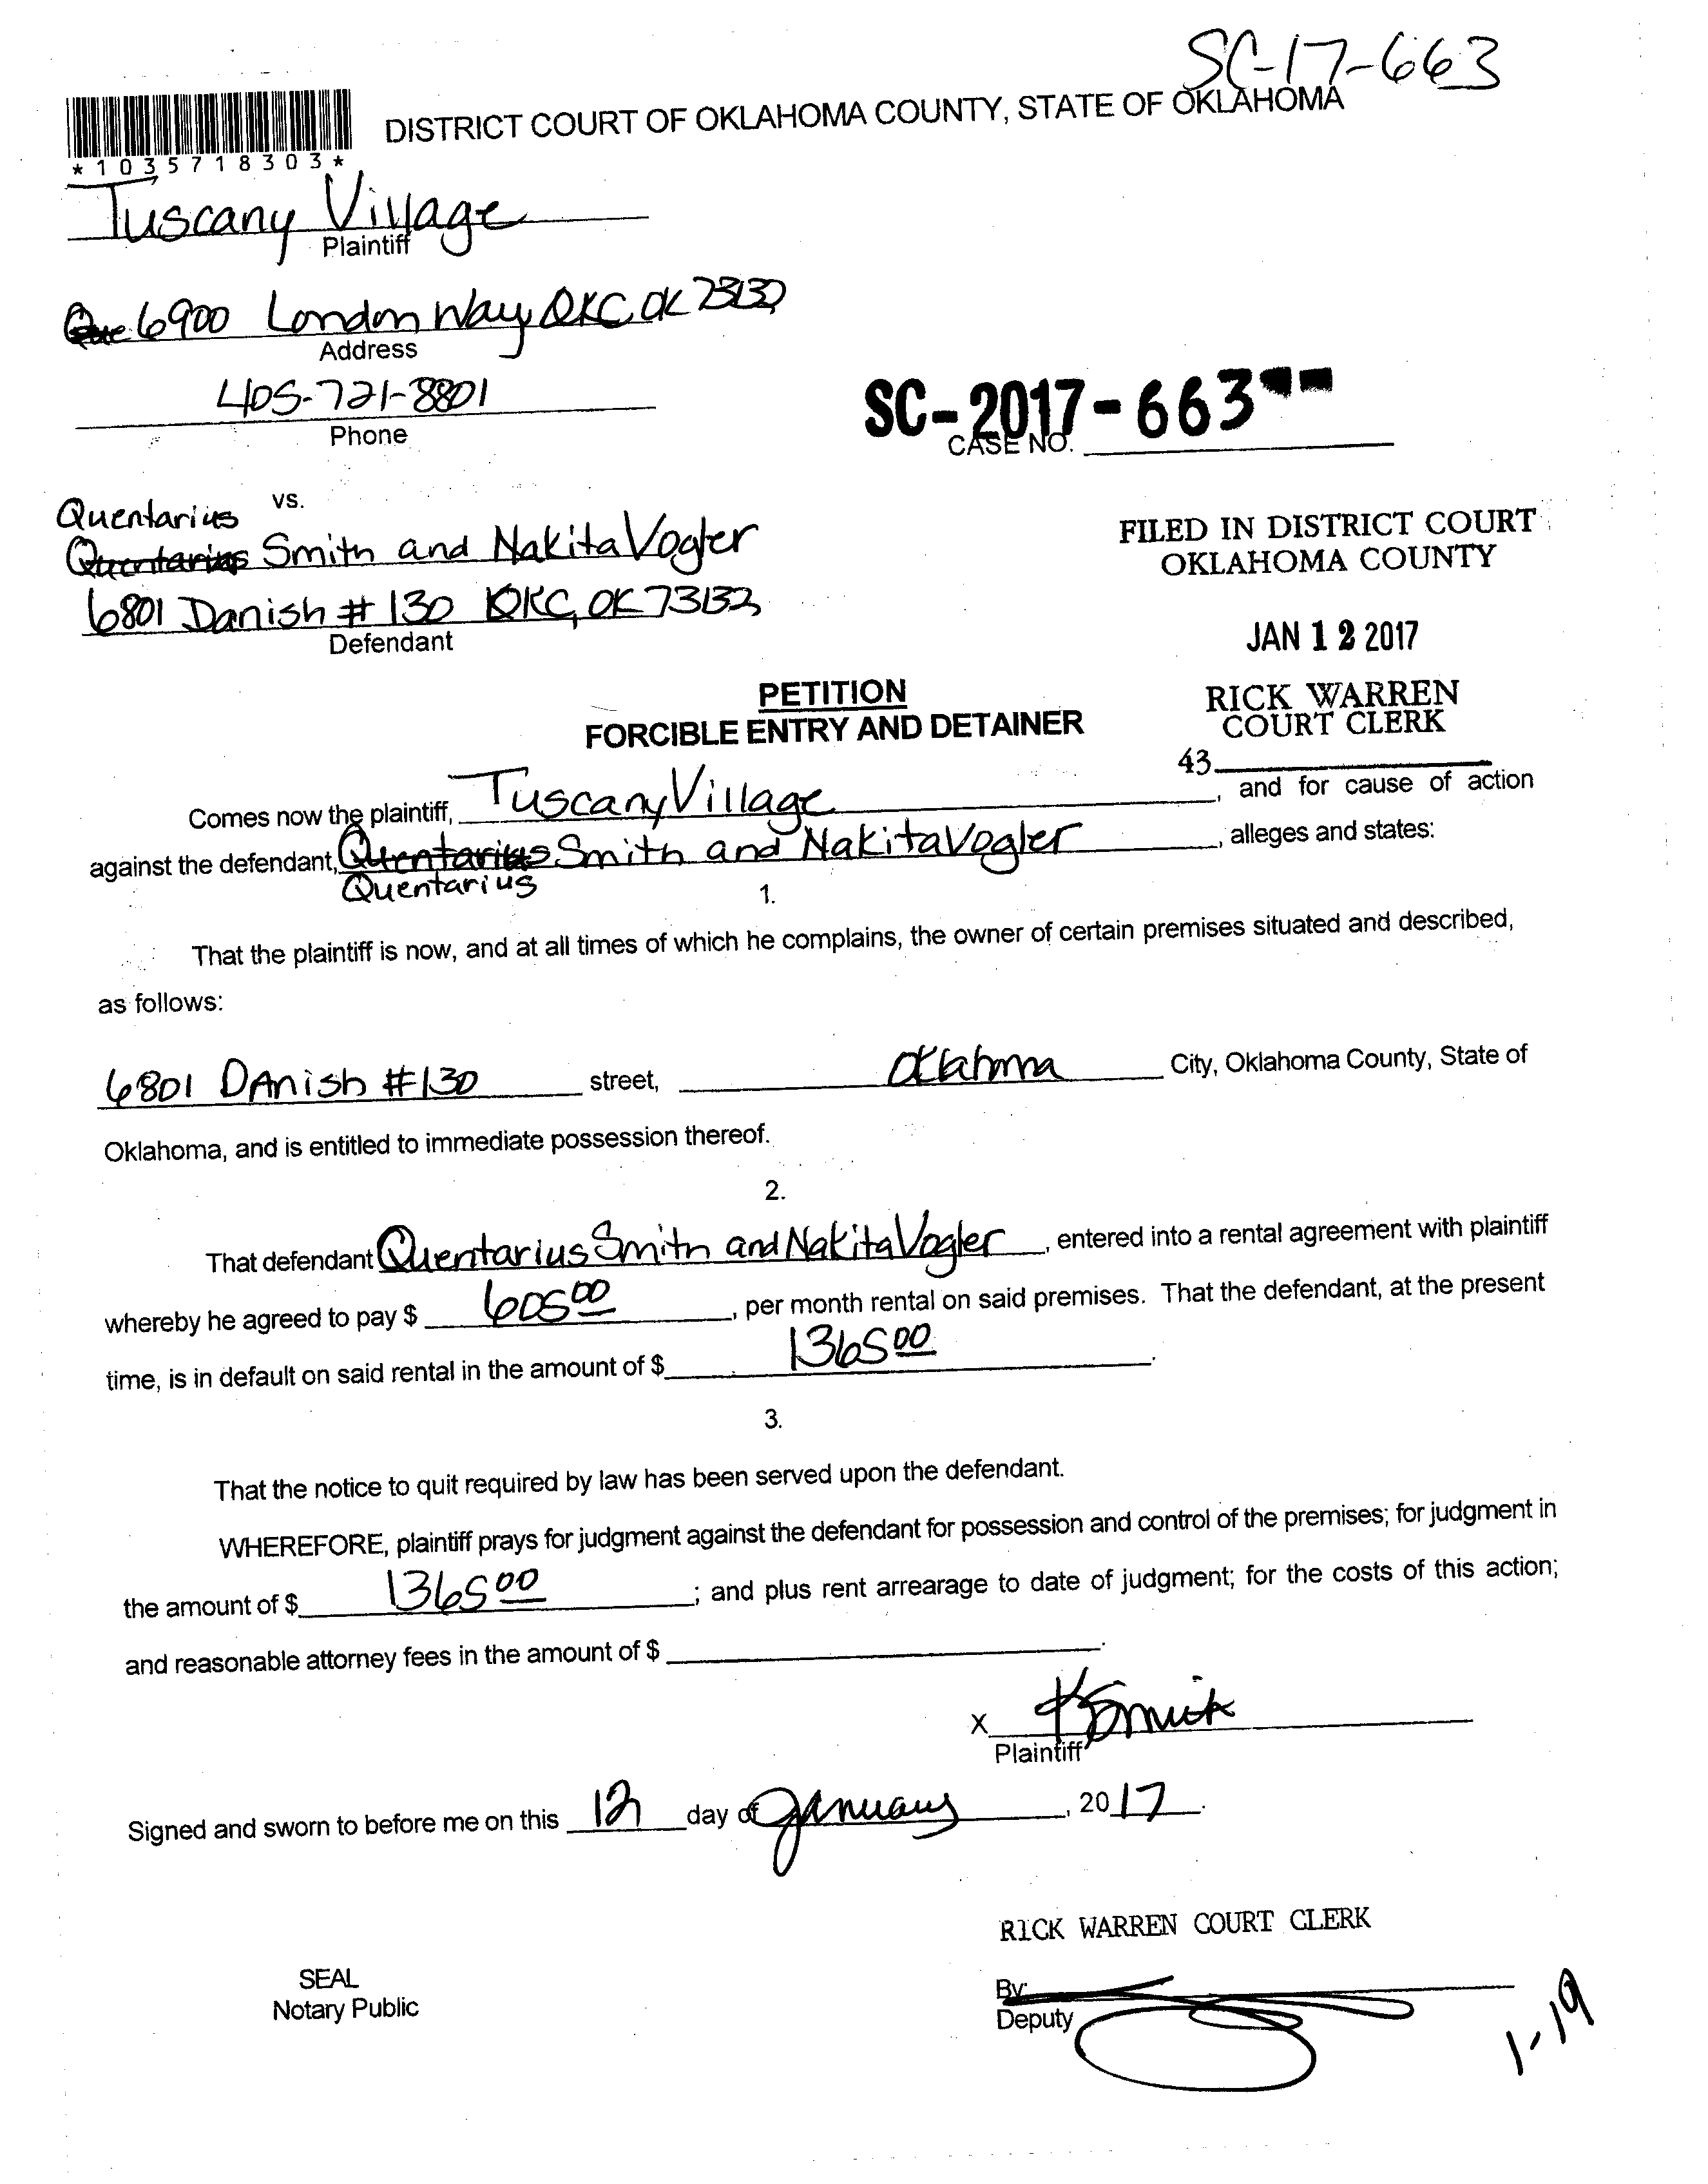 SC-17-663
DISTRICT COURT OF OKLAHOMA COUNTY, STATE OF OKLAHOMA
*1035718303*
Tuscany Village
Plaintiff
6900 London Way OKC OK 73132
Address
405-721-8801
Phone
SC-2017-663
CASE NO.
vs.
Quentarius
Quentarius Smith and Nakita Vogler
6801 Danish # 130 OKC, OK 73132
Defendant
FILED IN DISTRICT COURT
OKLAHOMA COUNTY
JAN 12 2017
RICK WARREN
COURT CLERK
43
PETITION
FORCIBLE ENTRY AND DETAINER
Comes now the plaintiff, Tuscany Village, and for cause of action
against the defendant, Quentarius Smith and Nakita Vogler, alleges and states:
Quentarius
1.
That the plaintiff is now, and at all times of which he complains, the owner of certain premises situated and described,
as follows:
6801 Danish #130 street, Oklahoma City, Oklahoma County, State of
Oklahoma, and is entitled to immediate possession thereof.
2.
That defendant Quentarius Smith and Nakita Vogler, entered into a rental agreement with plaintiff
whereby he agreed to pay $ 605 00, per month rental on said premises. That the defendant, at the present
time, is in default on said rental in the amount of $ 1365 00.
3.
That the notice to quit required by law has been served upon the defendant.
WHEREFORE, plaintiff prays for judgment against the defendant for possession and control of the premises; for judgment in
the amount of $ 1365 00; and plus rent arrearage to date of judgment; for the costs of this action;
and reasonable attorney fees in the amount of $ .
X
Plaintiff
Signed and sworn to before me on this 12 day of January, 2017.
RICK WARREN COURT CLERK
SEAL
Notary Public
By:
Deputy
1-19